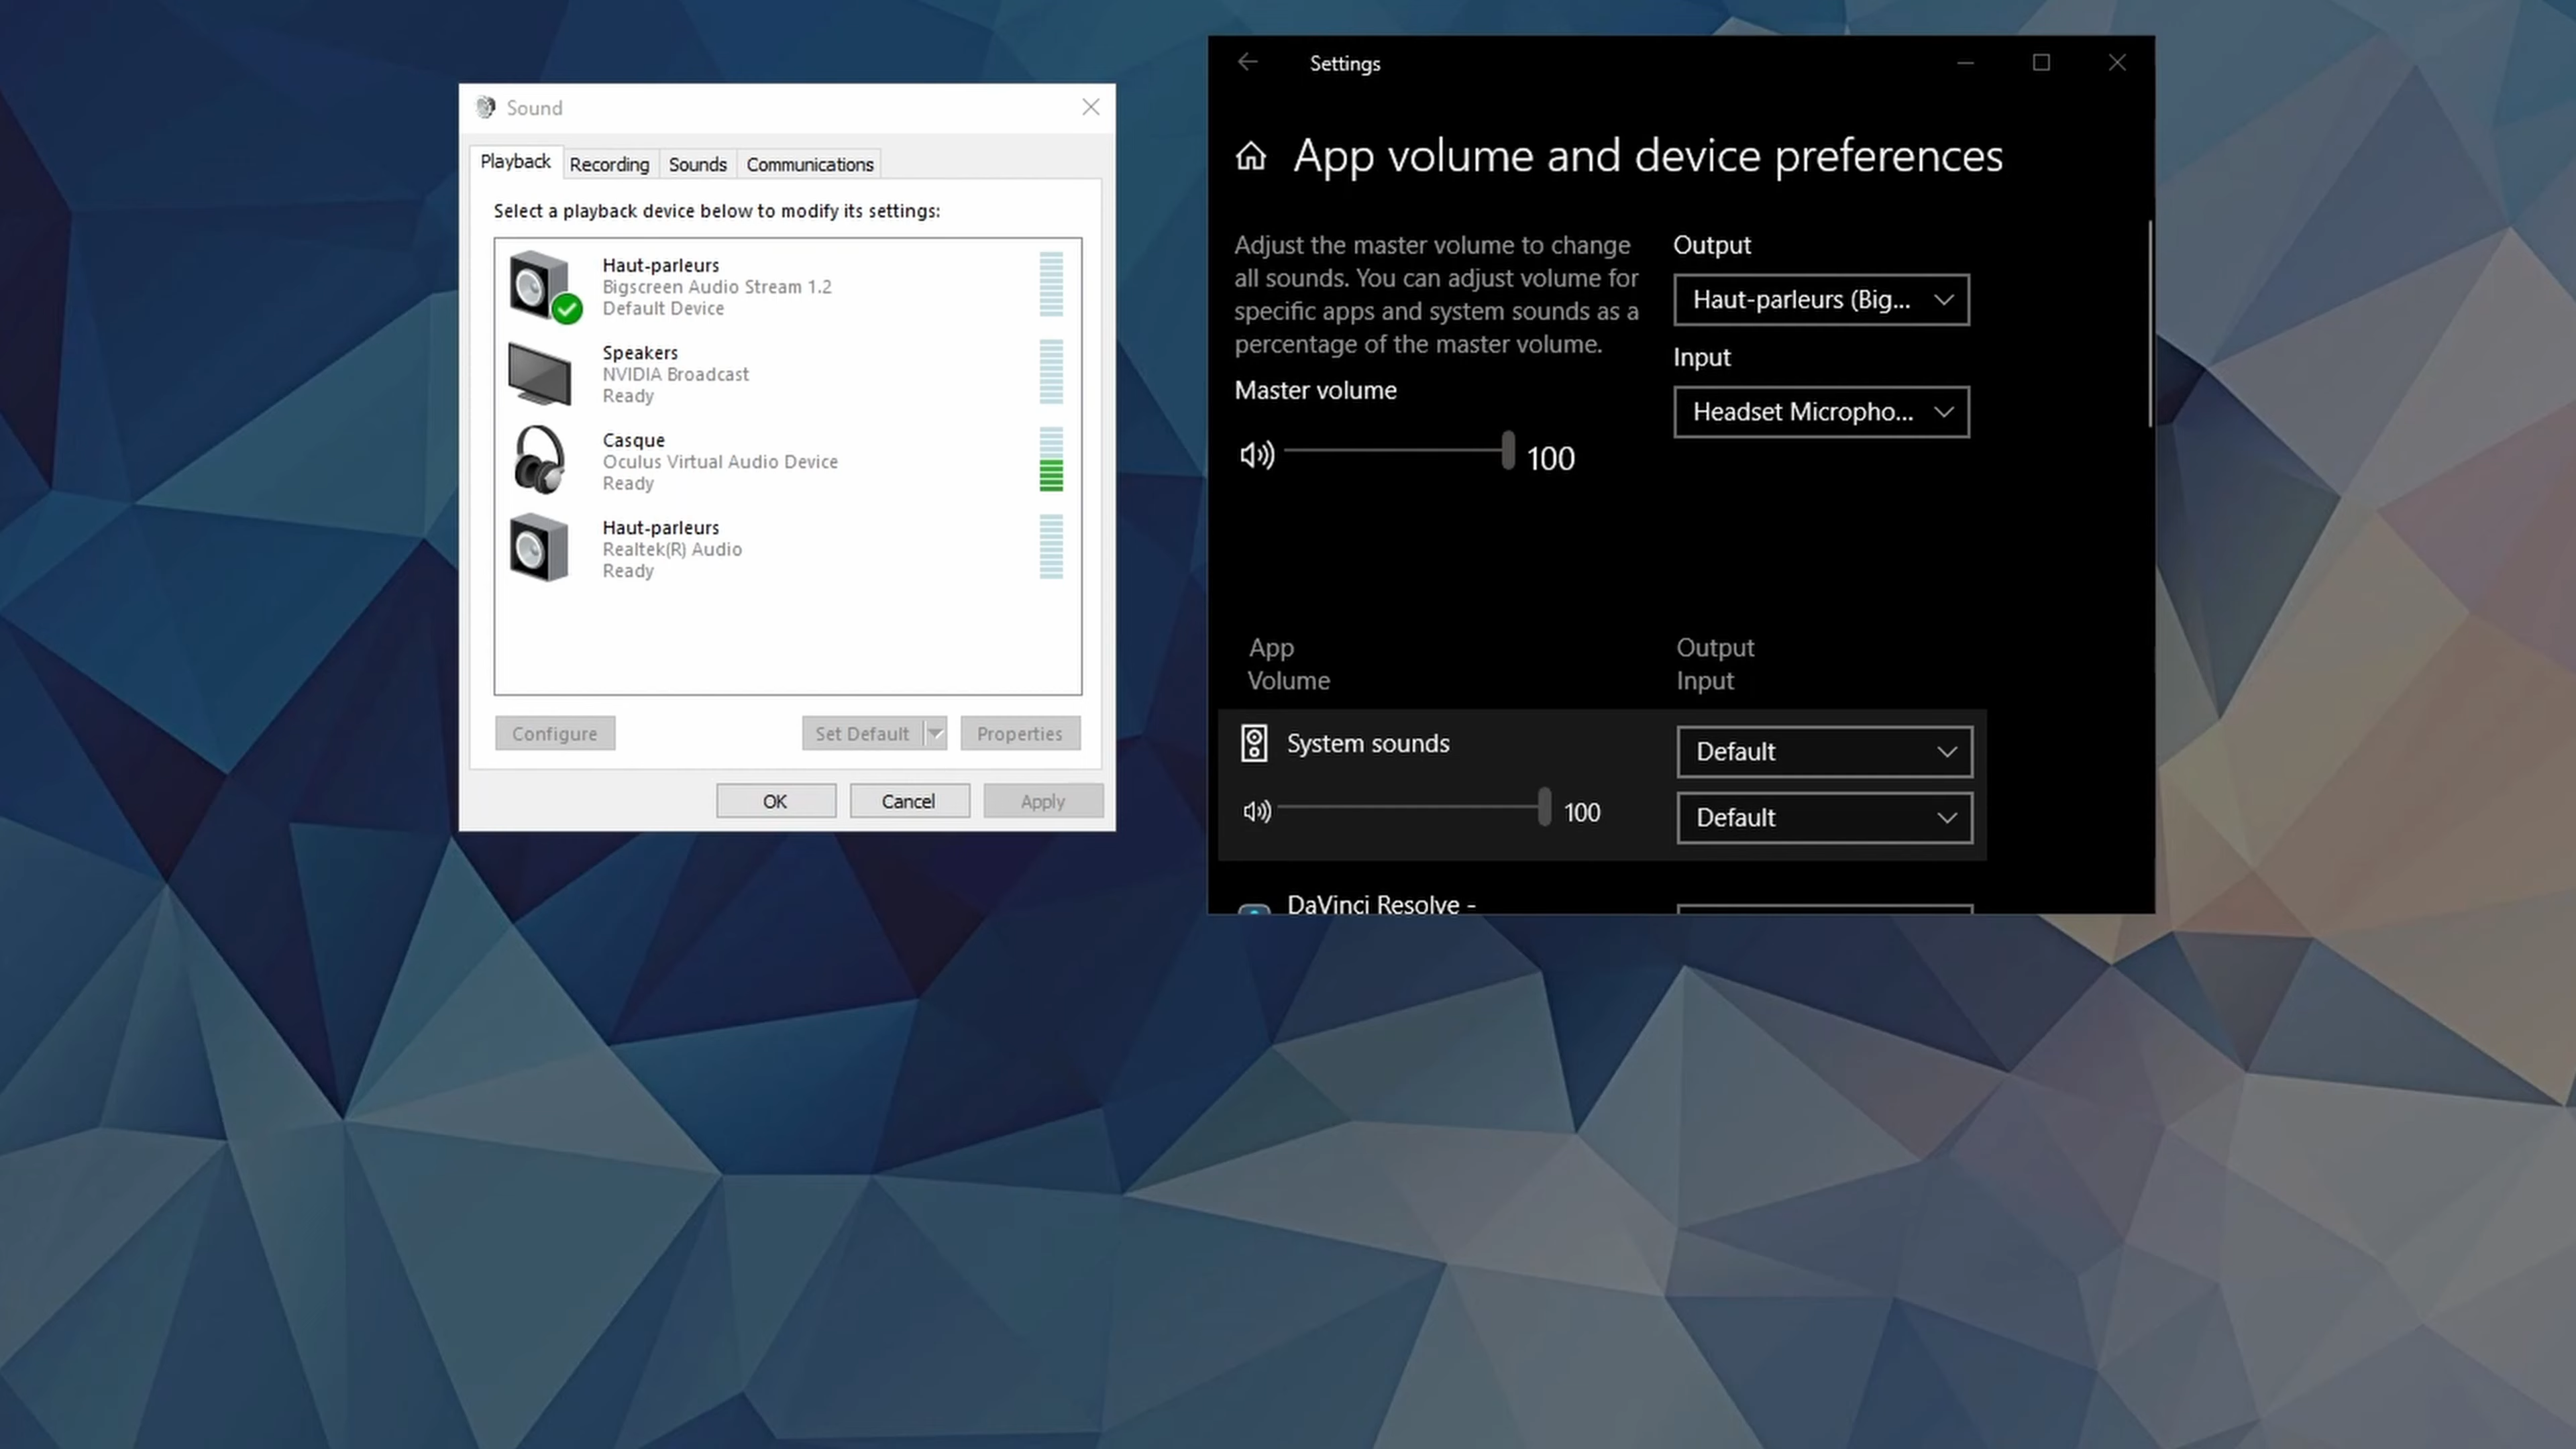 Sound
Playback
Recording
Sounds
Communications
Select a playback device below to modify its settings:
Haut-parleurs
Bigscreen Audio Stream 1.2
Default Device
Speakers
NVIDIA Broadcast
Ready
Casque
Oculus Virtual Audio Device
Ready
Haut-parleurs
Realtek(R) Audio
Ready
Configure
Set Default
Properties
OK
Cancel
Apply
Settings
App volume and device preferences
Adjust the master volume to change
all sounds. You can adjust volume for
specific apps and system sounds as a
percentage of the master volume.
Master volume
100
Output
Haut-parleurs (Big...
Input
Headset Micropho...
App
Volume
Output
Input
System sounds
100
Default
Default
DaVinci Resolve -